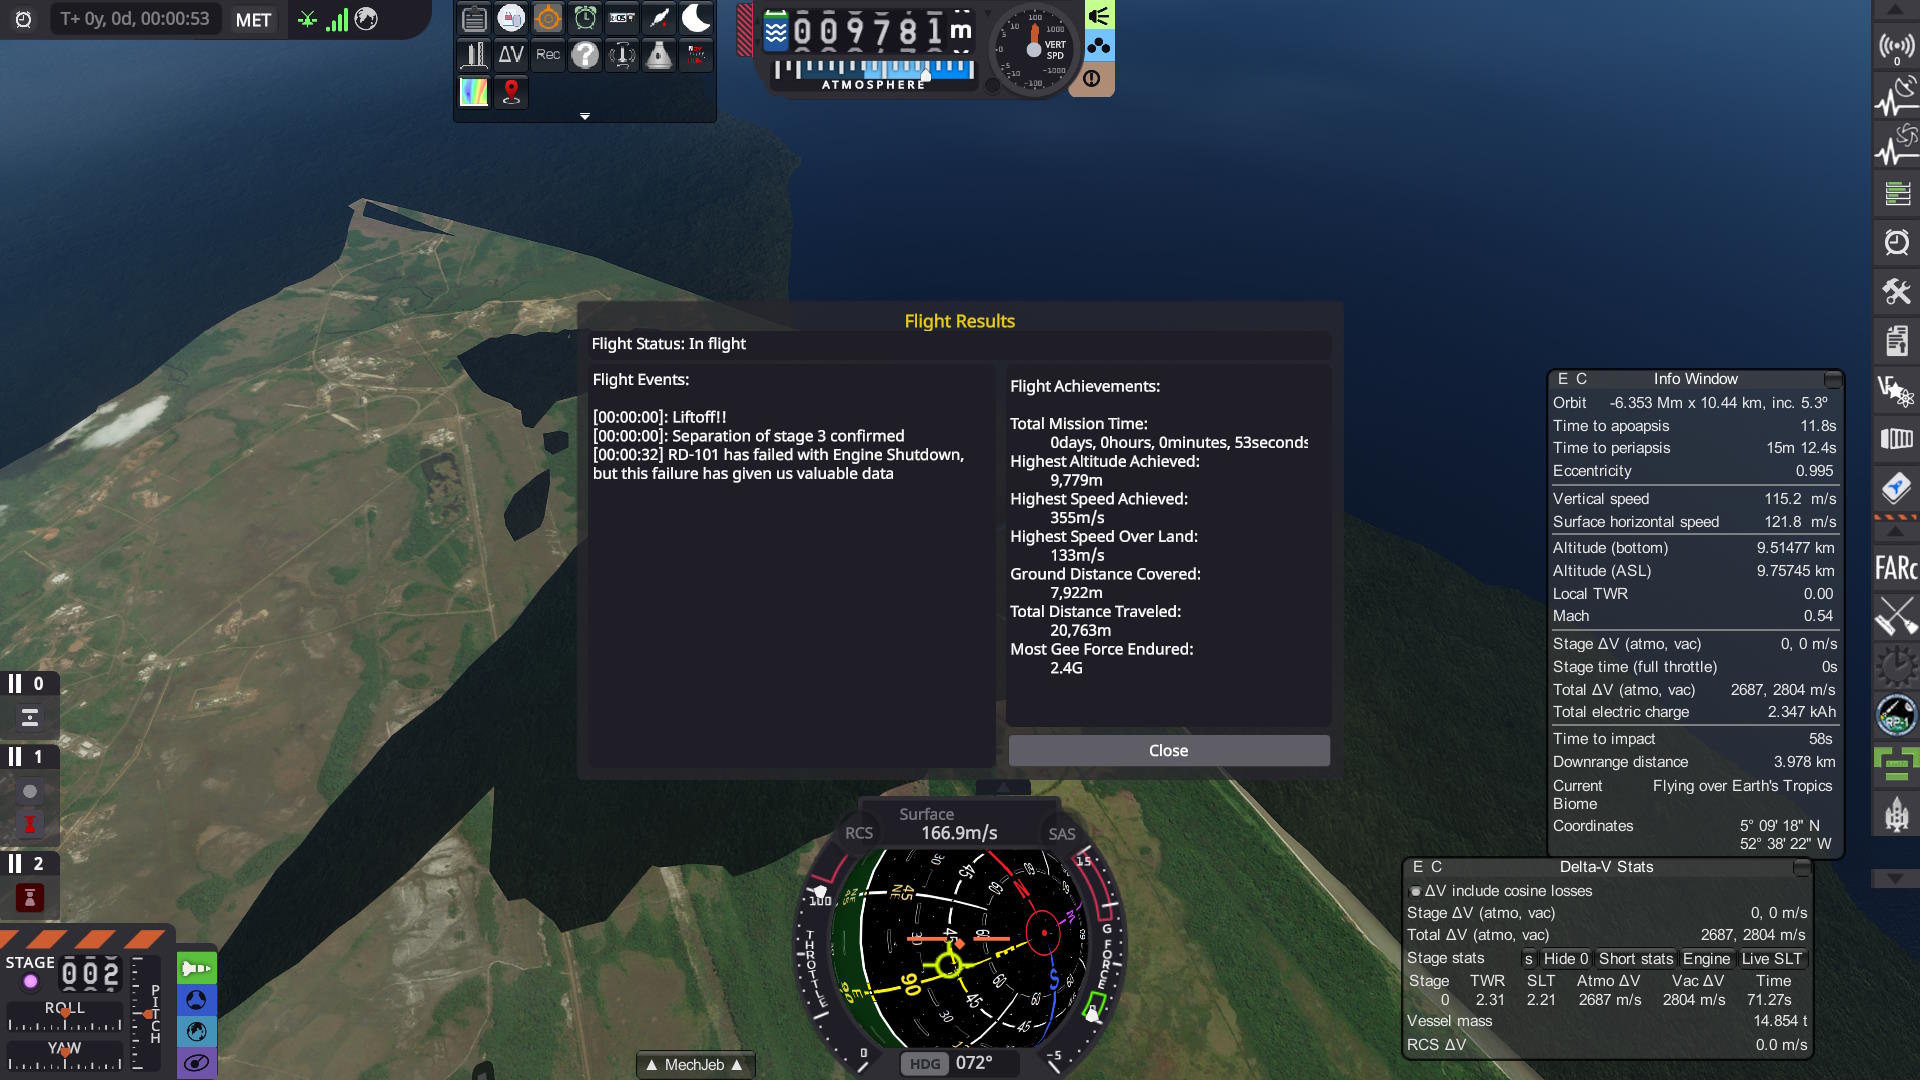 T+ 0y, 0d, 00:00:53 MET
ΔV Rec
009781 m
ATMOSPHERE
VERT
SPD
0
Flight Results
Flight Status: In flight
Flight Events:
[00:00:00]: Liftoff!!
[00:00:00]: Separation of stage 3 confirmed
[00:00:32] RD-101 has failed with Engine Shutdown,
but this failure has given us valuable data
Flight Achievements:
Total Mission Time:
0days, 0hours, 0minutes, 53seconds
Highest Altitude Achieved:
9,779m
Highest Speed Achieved:
355m/s
Highest Speed Over Land:
133m/s
Ground Distance Covered:
7,922m
Total Distance Traveled:
20,763m
Most Gee Force Endured:
2.4G
Close
E C Info Window
Orbit -6.353 Mm x 10.44 km, inc. 5.3º
Time to apoapsis 11.8s
Time to periapsis 15m 12.4s
Eccentricity 0.995
Vertical speed 115.2 m/s
Surface horizontal speed 121.8 m/s
Altitude (bottom) 9.51477 km
Altitude (ASL) 9.75745 km
Local TWR 0.00
Mach 0.54
Stage ΔV (atmo, vac) 0, 0 m/s
Stage time (full throttle) 0s
Total ΔV (atmo, vac) 2687, 2804 m/s
Total electric charge 2.347 kAh
Time to impact 58s
Downrange distance 3.978 km
Current Biome Flying over Earth's Tropics
Coordinates 5° 09' 18" N
52° 38' 22" W
E C Delta-V Stats
ΔV include cosine losses
Stage ΔV (atmo, vac) 0, 0 m/s
Total ΔV (atmo, vac) 2687, 2804 m/s
Stage stats s Hide 0 Short stats Engine Live SLT
Stage TWR SLT Atmo ΔV Vac ΔV Time
0 2.31 2.21 2687 m/s 2804 m/s 71.27s
Vessel mass 14.854 t
RCS ΔV 0.0 m/s
FARc
RP-1
0
1
2
STAGE 002
ROLL
YAW
PITCH
Surface
RCS 166.9m/s SAS
100
THROTTLE
0
15
G FORCE
-5
HDG 072°
▲ MechJeb ▲